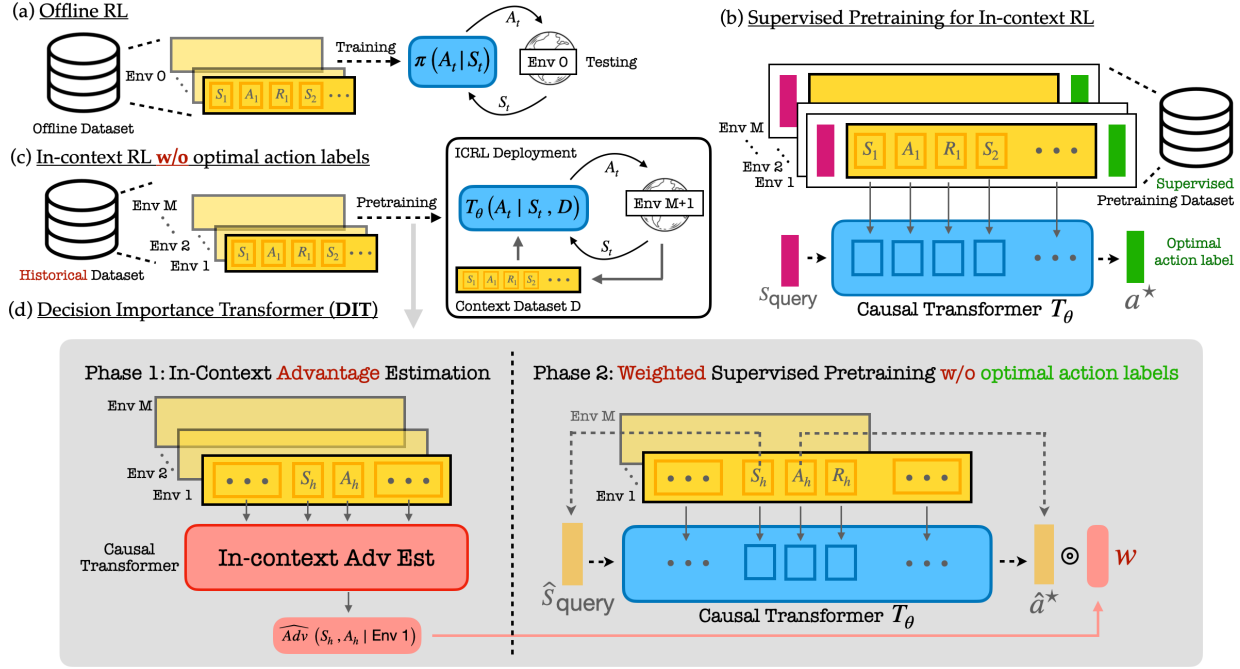 (a) Offline RL
Env 0
Offline Dataset
S1 A1 R1 S2 • • •
Training
π (At | St)
At
Env 0
St
Testing
(b) Supervised Pretraining for In-context RL
Env M
Env 2
Env 1
S1 A1 R1 S2 • • •
Supervised
Pretraining Dataset
squery
• • •
Causal Transformer Tθ
Optimal
action label
a⋆
(c) In-context RL w/o optimal action labels
Env M
Env 2
Env 1
Historical Dataset
S1 A1 R1 S2 • • •
Pretraining
ICRL Deployment
At
Tθ (At | St , D)
Env M+1
St
S1 A1 R1 S2 • • •
Context Dataset D
(d) Decision Importance Transformer (DIT)
Phase 1: In-Context Advantage Estimation
Env M
Env 2
Env 1
• • • Sh Ah • • •
Causal
Transformer
In-context Adv Est
Adv̂ (Sh , Ah | Env 1)
Phase 2: Weighted Supervised Pretraining w/o optimal action labels
Env M
Env 1
• • • Sh Ah Rh • • •
ŝquery
• • • • • •
Causal Transformer Tθ
â⋆
⊚ w